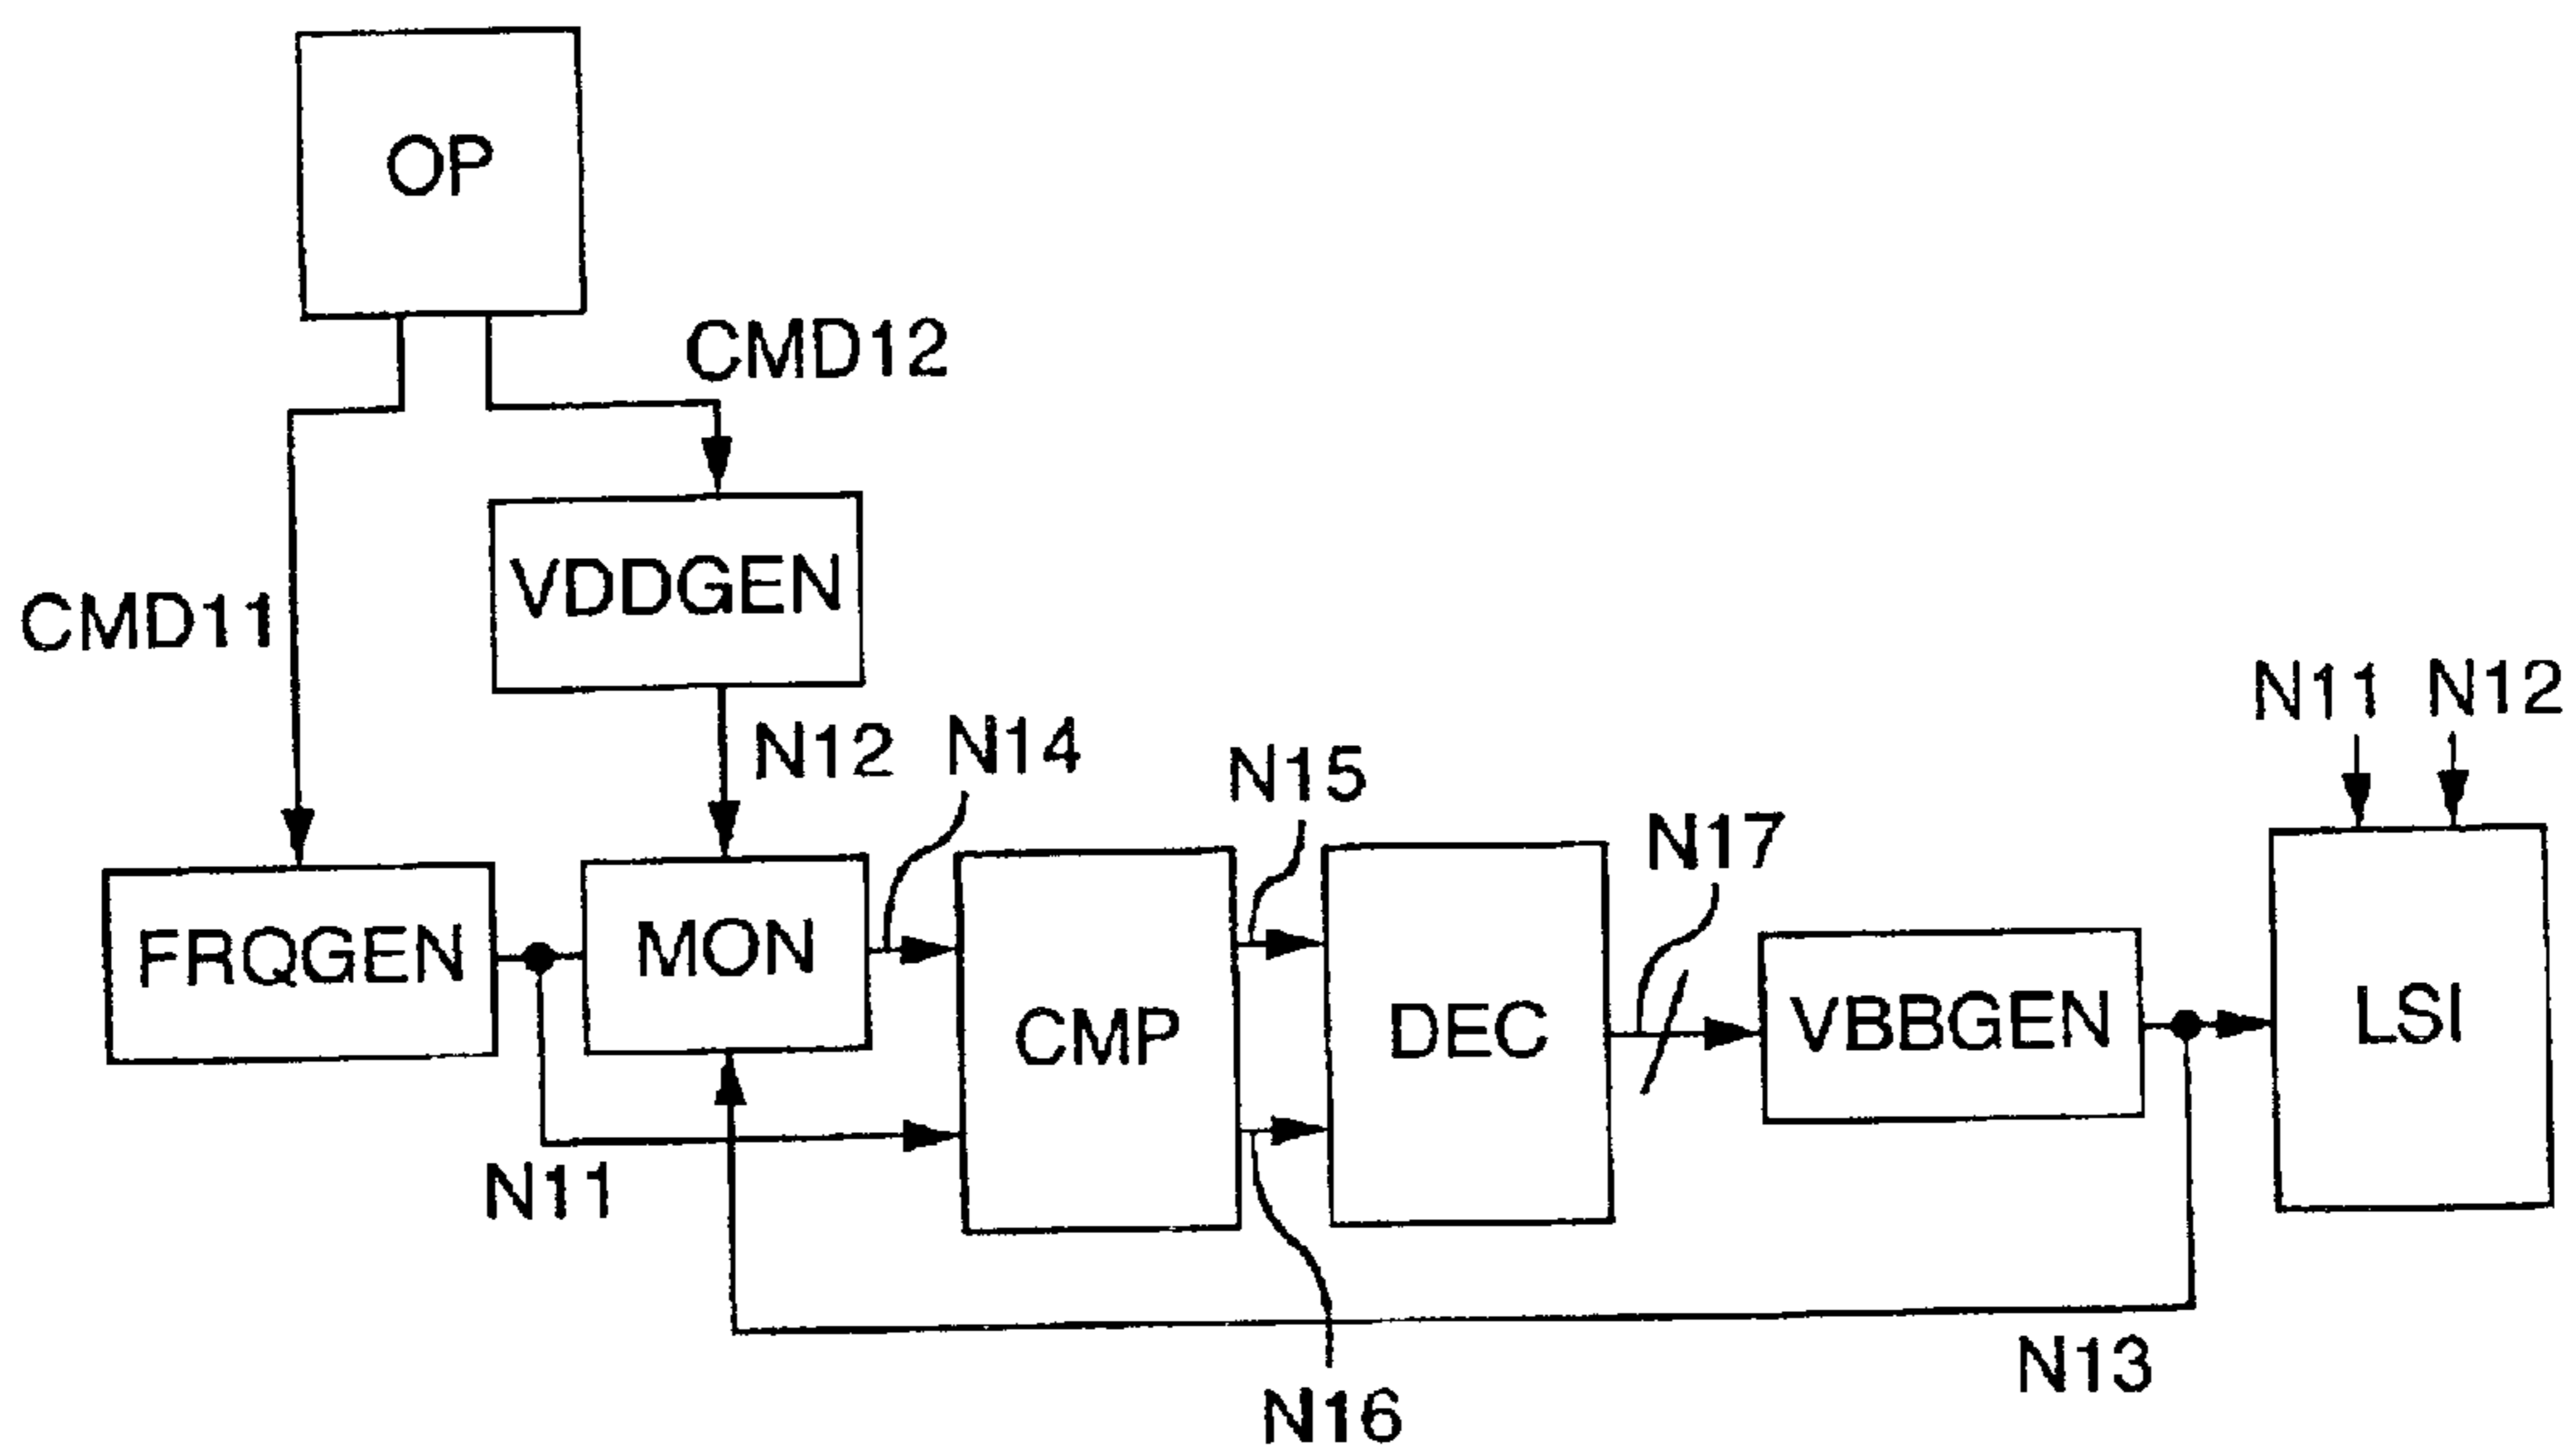 OP
CMD12
CMD11
VDDGEN
N11 N12
N12
N14
N15
N17
FRQGEN
MON
CMP
DEC
VBBGEN
LSI
N11
N13
N16